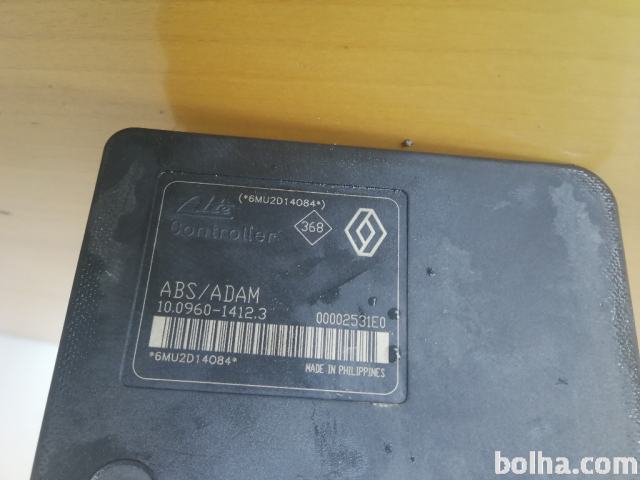 (*6MU2D14084*)
Ate
Controller
368
ABS/ADAM
10.0960-1412.3
00002531E0
*6MU2D14084*
MADE IN PHILIPPINES
bolha.com